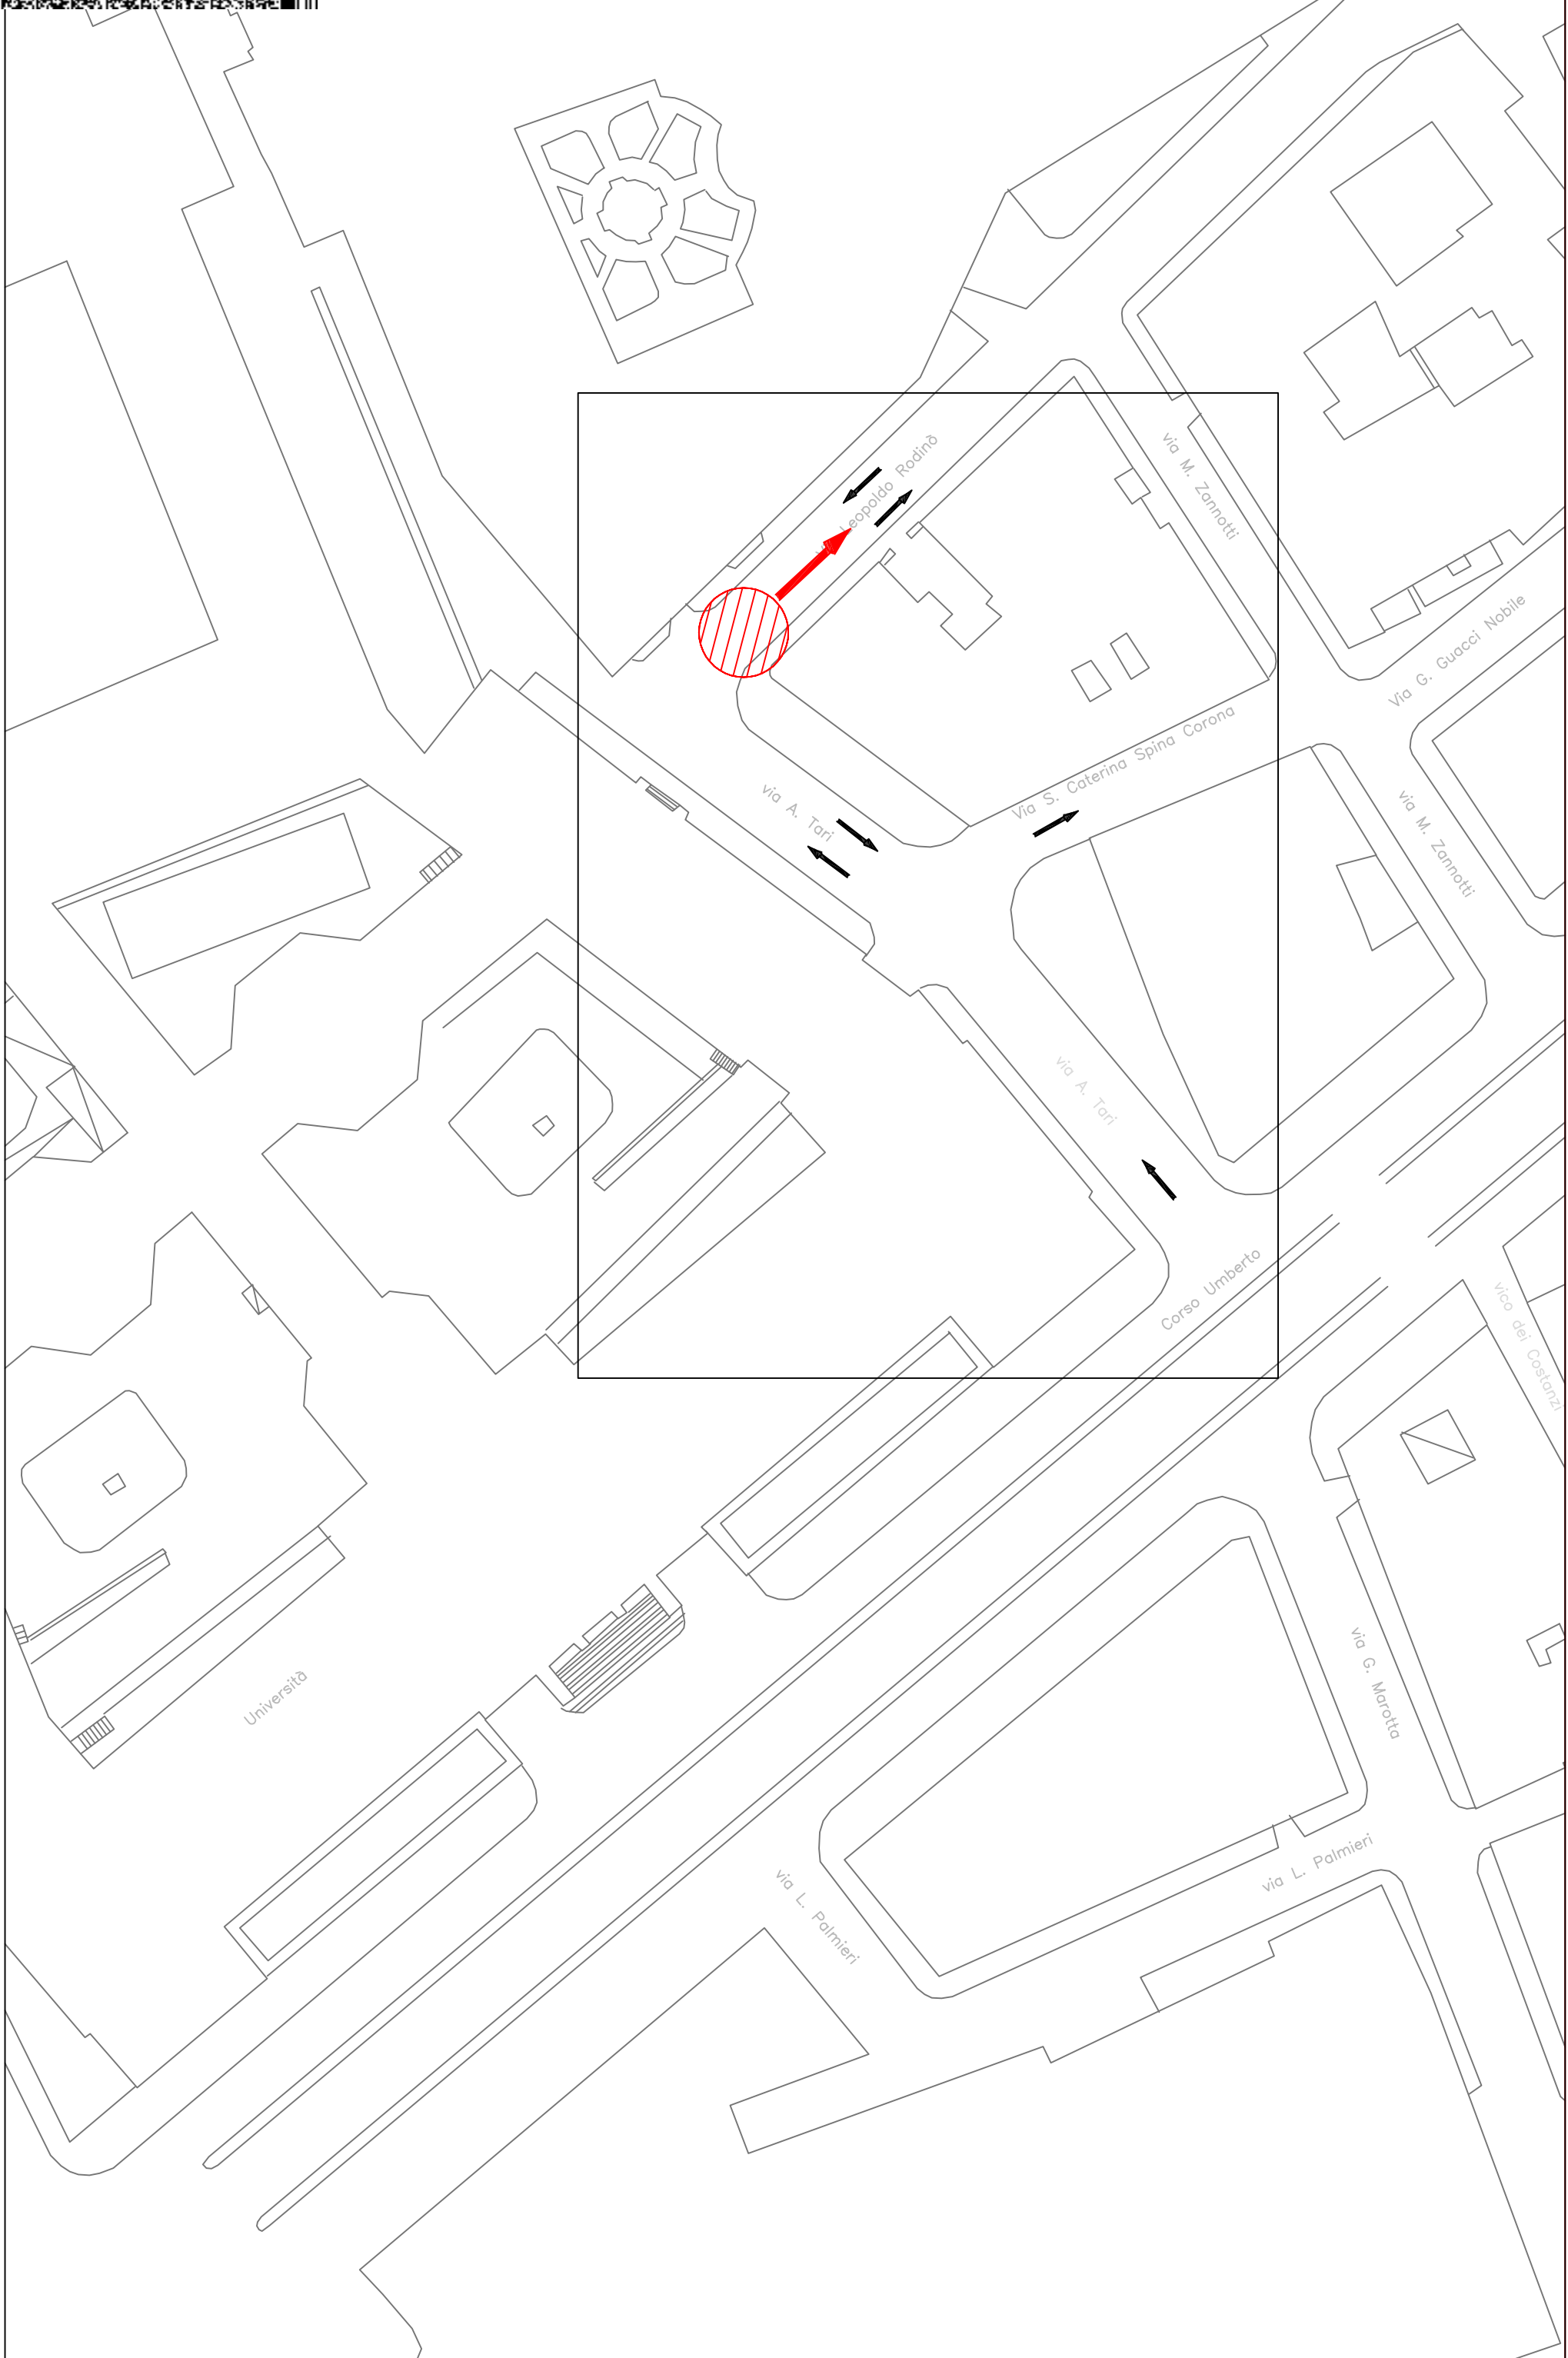 Leopoldo Rodinò
via M. Zannotti
Via G. Guacci Nobile
Via S. Caterina Spina Corona
via A. Tari
via M. Zannotti
via A. Tari
Corso Umberto
vico dei Costanzi
Università
via G. Marotta
via L. Palmieri
via L. Palmieri